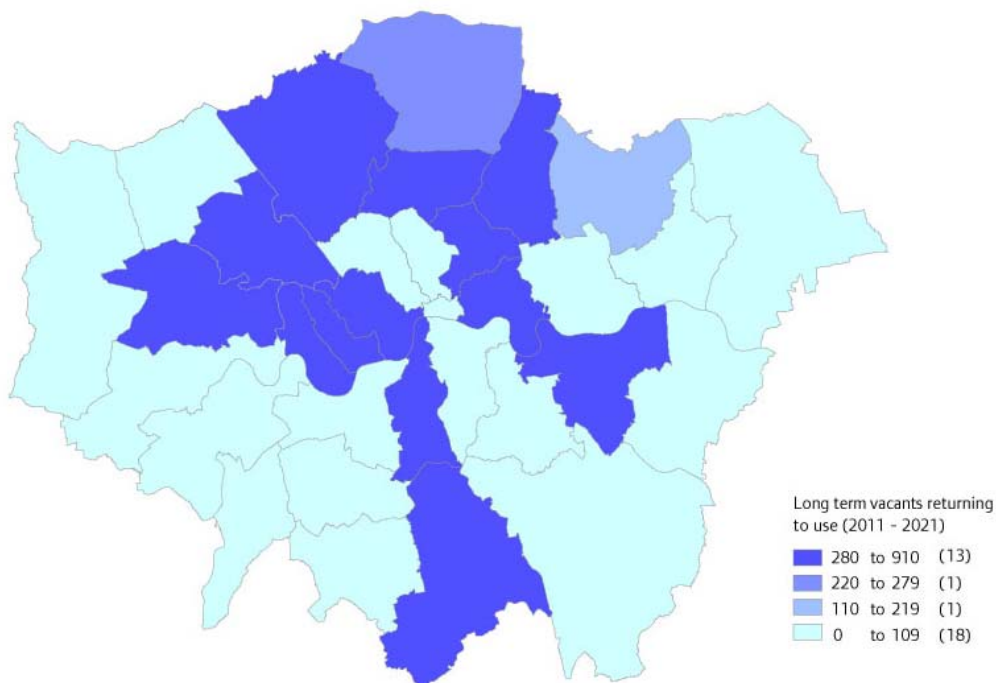 Long term vacants returning
to use (2011 - 2021)
280 to 910 (13)
220 to 279 (1)
110 to 219 (1)
0 to 109 (18)